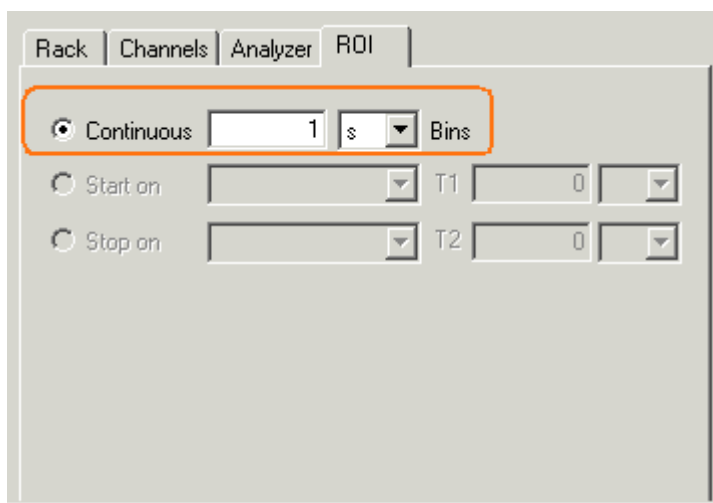 Rack Channels Analyzer ROI
Continuous 1 s Bins
Start on T1 0
Stop on T2 0